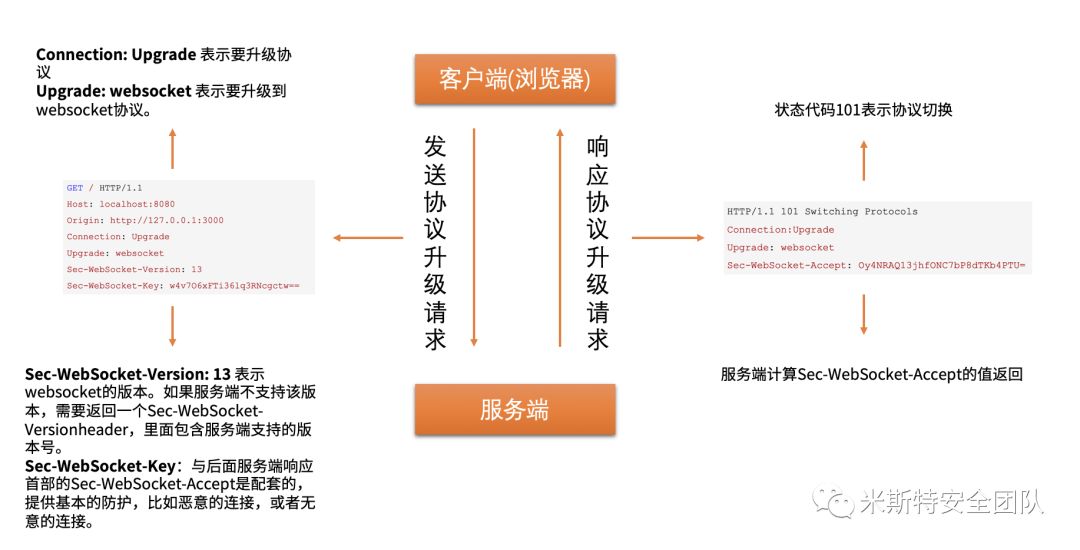 Connection: Upgrade 表示要升级协
议
Upgrade: websocket 表示要升级到
websocket协议。
GET / HTTP/1.1
Host: localhost:8080
Origin: http://127.0.0.1:3000
Connection: Upgrade
Upgrade: websocket
Sec-WebSocket-Version: 13
Sec-WebSocket-Key: w4v7O6xFTi36lq3RNcgctw==
Sec-WebSocket-Version: 13 表示
websocket的版本。如果服务端不支持该版
本，需要返回一个Sec-WebSocket-
Versionheader，里面包含服务端支持的版
本号。
Sec-WebSocket-Key：与后面服务端响应
首部的Sec-WebSocket-Accept是配套的，
提供基本的防护，比如恶意的连接，或者无
意的连接。
客户端(浏览器)
发送协议升级请求
响应协议升级请求
服务端
状态代码101表示协议切换
HTTP/1.1 101 Switching Protocols
Connection:Upgrade
Upgrade: websocket
Sec-WebSocket-Accept: Oy4NRAQ13jhfONC7bP8dTKb4PTU=
服务端计算Sec-WebSocket-Accept的值返回
米斯特安全团队